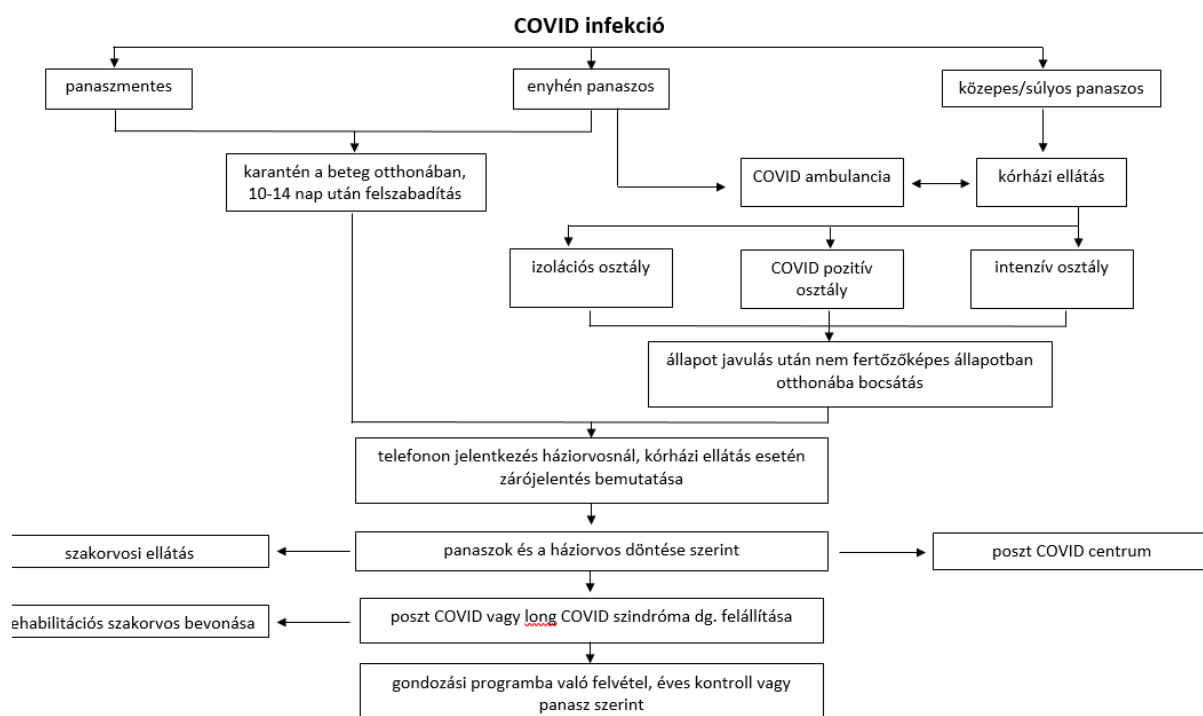 COVID infekció
panaszmentes
enyhén panaszos
közepes/súlyos panaszos
karantén a beteg otthonában,
10-14 nap után felszabadítás
COVID ambulancia
kórházi ellátás
izolációs osztály
COVID pozitív
osztály
intenzív osztály
állapot javulás után nem fertőzőképes állapotban
otthonába bocsátás
telefonon jelentkezés háziorvosnál, kórházi ellátás esetén
zárójelentés bemutatása
szakorvosi ellátás
panaszok és a háziorvos döntése szerint
poszt COVID centrum
ehabilitációs szakorvos bevonása
poszt COVID vagy long COVID szindróma dg. felállítása
gondozási programba való felvétel, éves kontroll vagy
panasz szerint